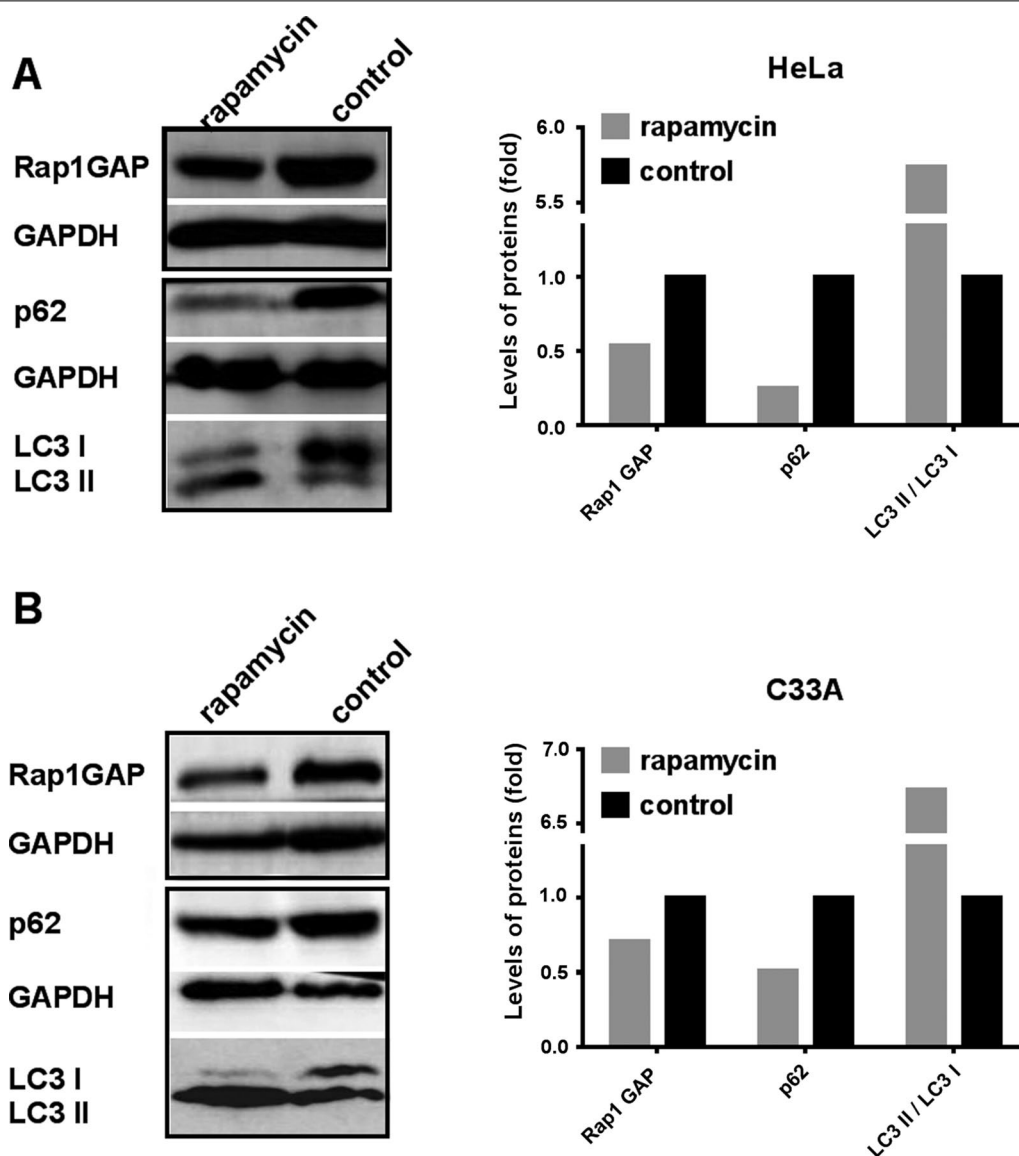 A
rapamycin
control
Rap1GAP
GAPDH
p62
GAPDH
LC3 I
LC3 II
HeLa
rapamycin
control
Levels of proteins (fold)
6.0
5.5
1.0
0.5
0.0
Rap1 GAP
p62
LC3 II / LC3 I
B
rapamycin
control
Rap1GAP
GAPDH
p62
GAPDH
LC3 I
LC3 II
C33A
rapamycin
control
Levels of proteins (fold)
7.0
6.5
1.0
0.5
0.0
Rap1 GAP
p62
LC3 II / LC3 I